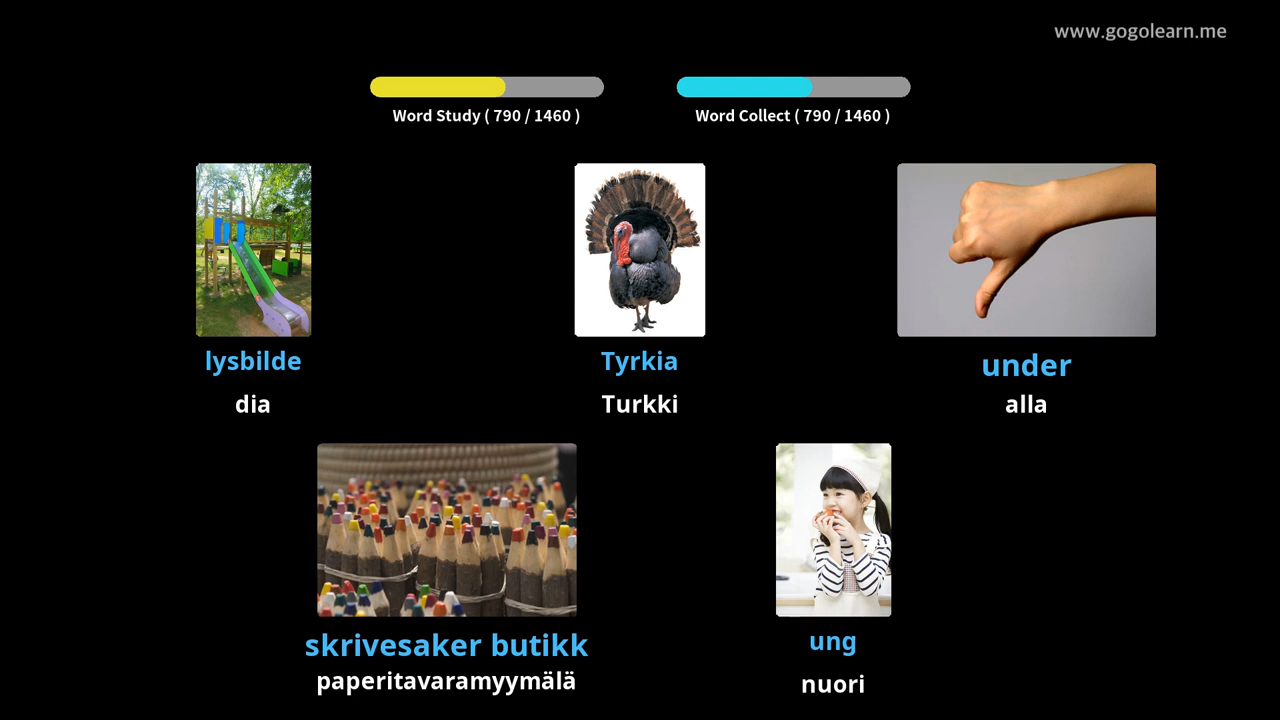 www.gogolearn.me
Word Study ( 790 / 1460 )
Word Collect ( 790 / 1460 )
lysbilde
dia
Tyrkia
Turkki
under
alla
skrivesaker butikk
paperitavaramyymälä
ung
nuori